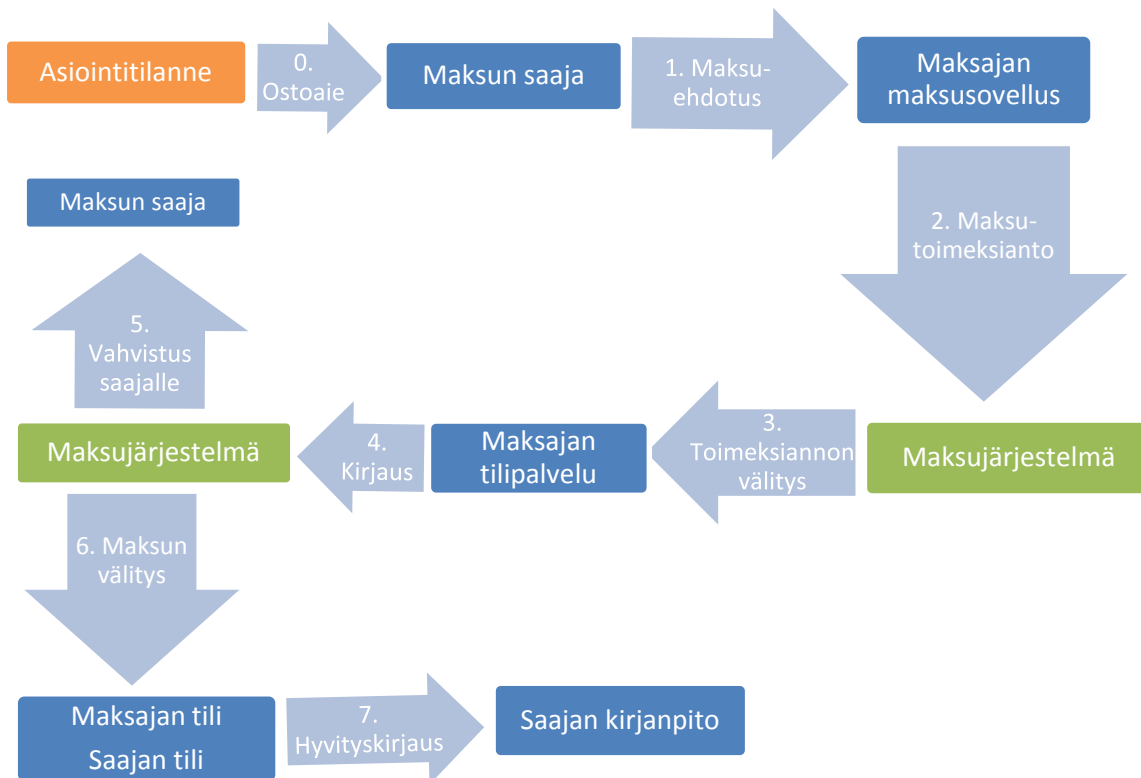 Asiointitilanne
0.
Ostoaie
Maksun saaja
1. Maksu-
ehdotus
Maksajan
maksusovellus
Maksun saaja
2. Maksu-
toimeksianto
5.
Vahvistus
saajalle
Maksujärjestelmä
4.
Kirjaus
Maksajan
tilipalvelu
3.
Toimeksiannon
välitys
Maksujärjestelmä
6. Maksun
välitys
Maksajan tili
Saajan tili
7.
Hyvityskirjaus
Saajan kirjanpito